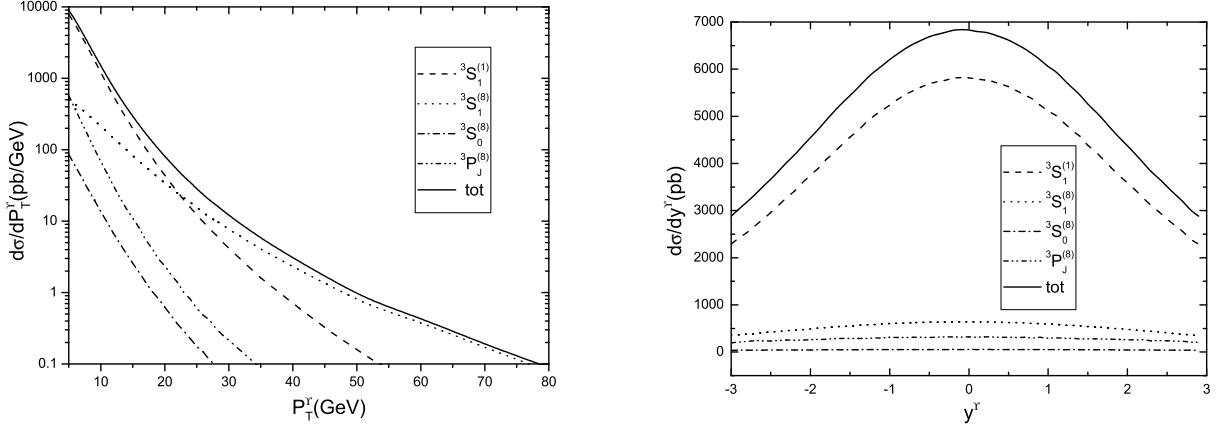 10000
1000
100
10
1
0.1
dσ/dP_T^Υ(pb/GeV)
³S₁⁽¹⁾
³S₁⁽⁸⁾
³S₀⁽⁸⁾
³P_J⁽⁸⁾
tot
10 20 30 40 50 60 70 80
P_T^Υ(GeV)
7000
6000
5000
4000
3000
2000
1000
0
dσ/dy^Υ(pb)
³S₁⁽¹⁾
³S₁⁽⁸⁾
³S₀⁽⁸⁾
³P_J⁽⁸⁾
tot
-3 -2 -1 0 1 2 3
y^Υ